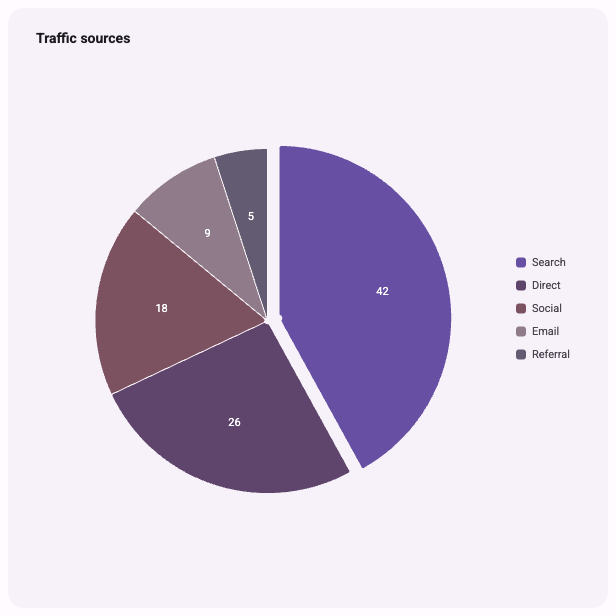 Traffic sources
5
9
42
18
26
Search
Direct
Social
Email
Referral